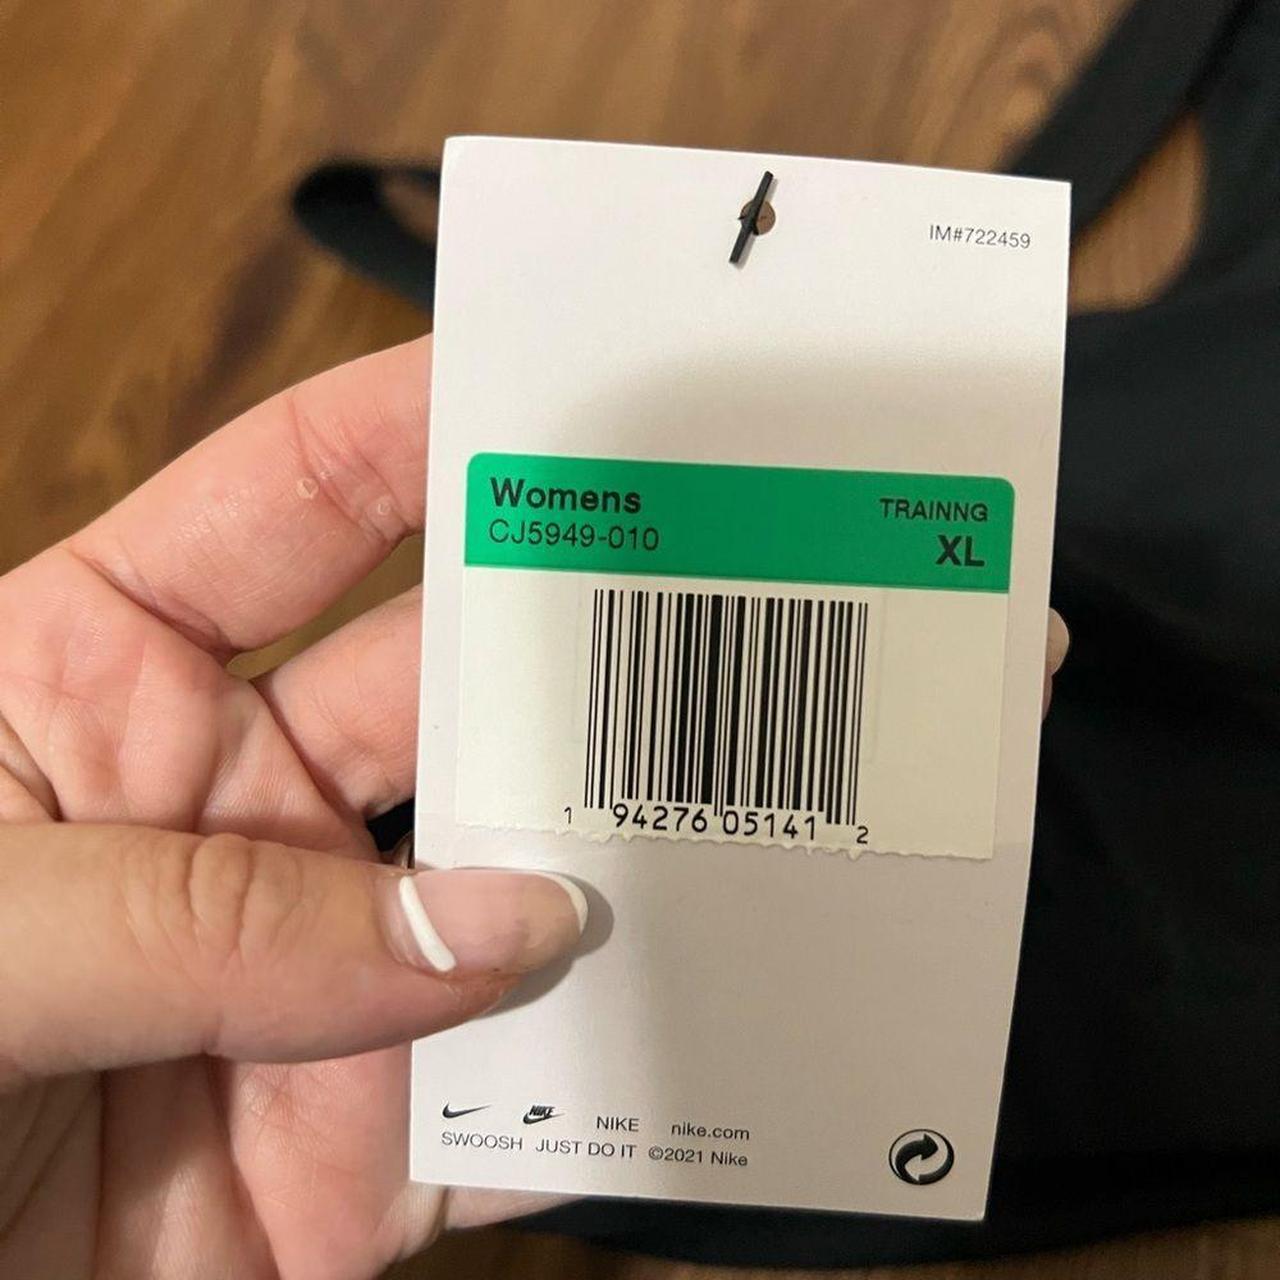 IM#722459
Womens
CJ5949-010
TRAINNG
XL
1 94276 05141 2
NIKE NIKE nike.com
SWOOSH JUST DO IT ©2021 Nike